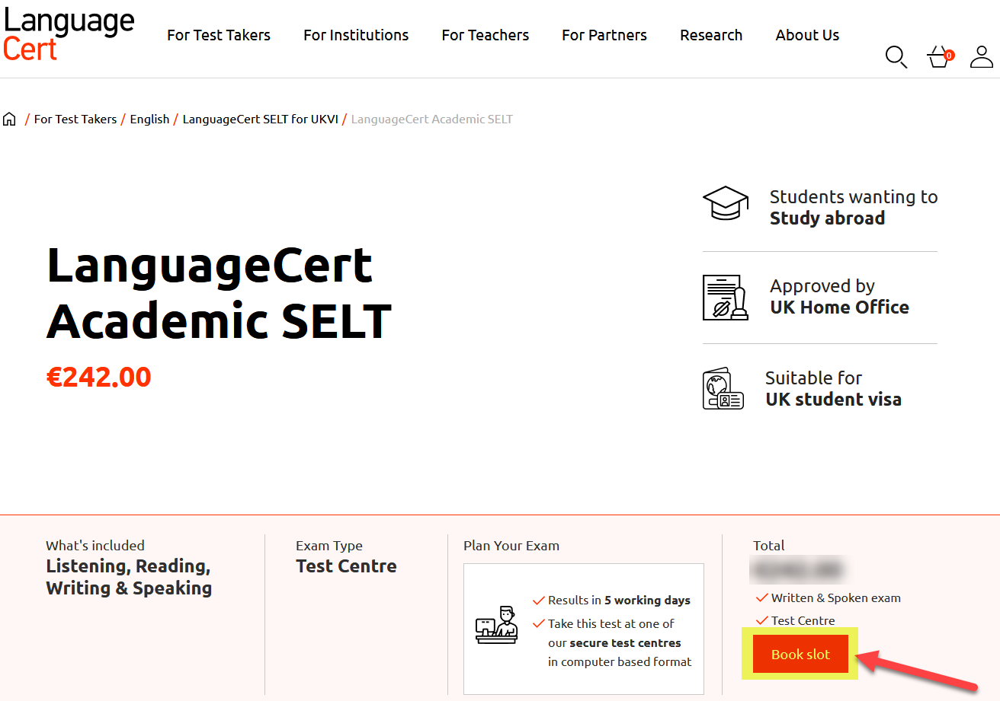 Language
Cert
For Test Takers
For Institutions
For Teachers
For Partners
Research
About Us
0
/ For Test Takers / English / LanguageCert SELT for UKVI / LanguageCert Academic SELT
LanguageCert
Academic SELT
€242.00
Students wanting to
Study abroad
Approved by
UK Home Office
Suitable for
UK student visa
What's included
Listening, Reading,
Writing & Speaking
Exam Type
Test Centre
Plan Your Exam
Results in 5 working days
Take this test at one of
our secure test centres
in computer based format
Total
Written & Spoken exam
Test Centre
Book slot